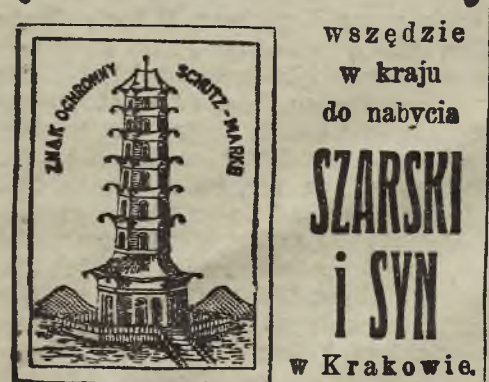 ZNAK OCHRONNY SCHUTZ-MARKE
wszędzie
w kraju
do nabycia
SZARSKI
i SYN
w Krakowie.